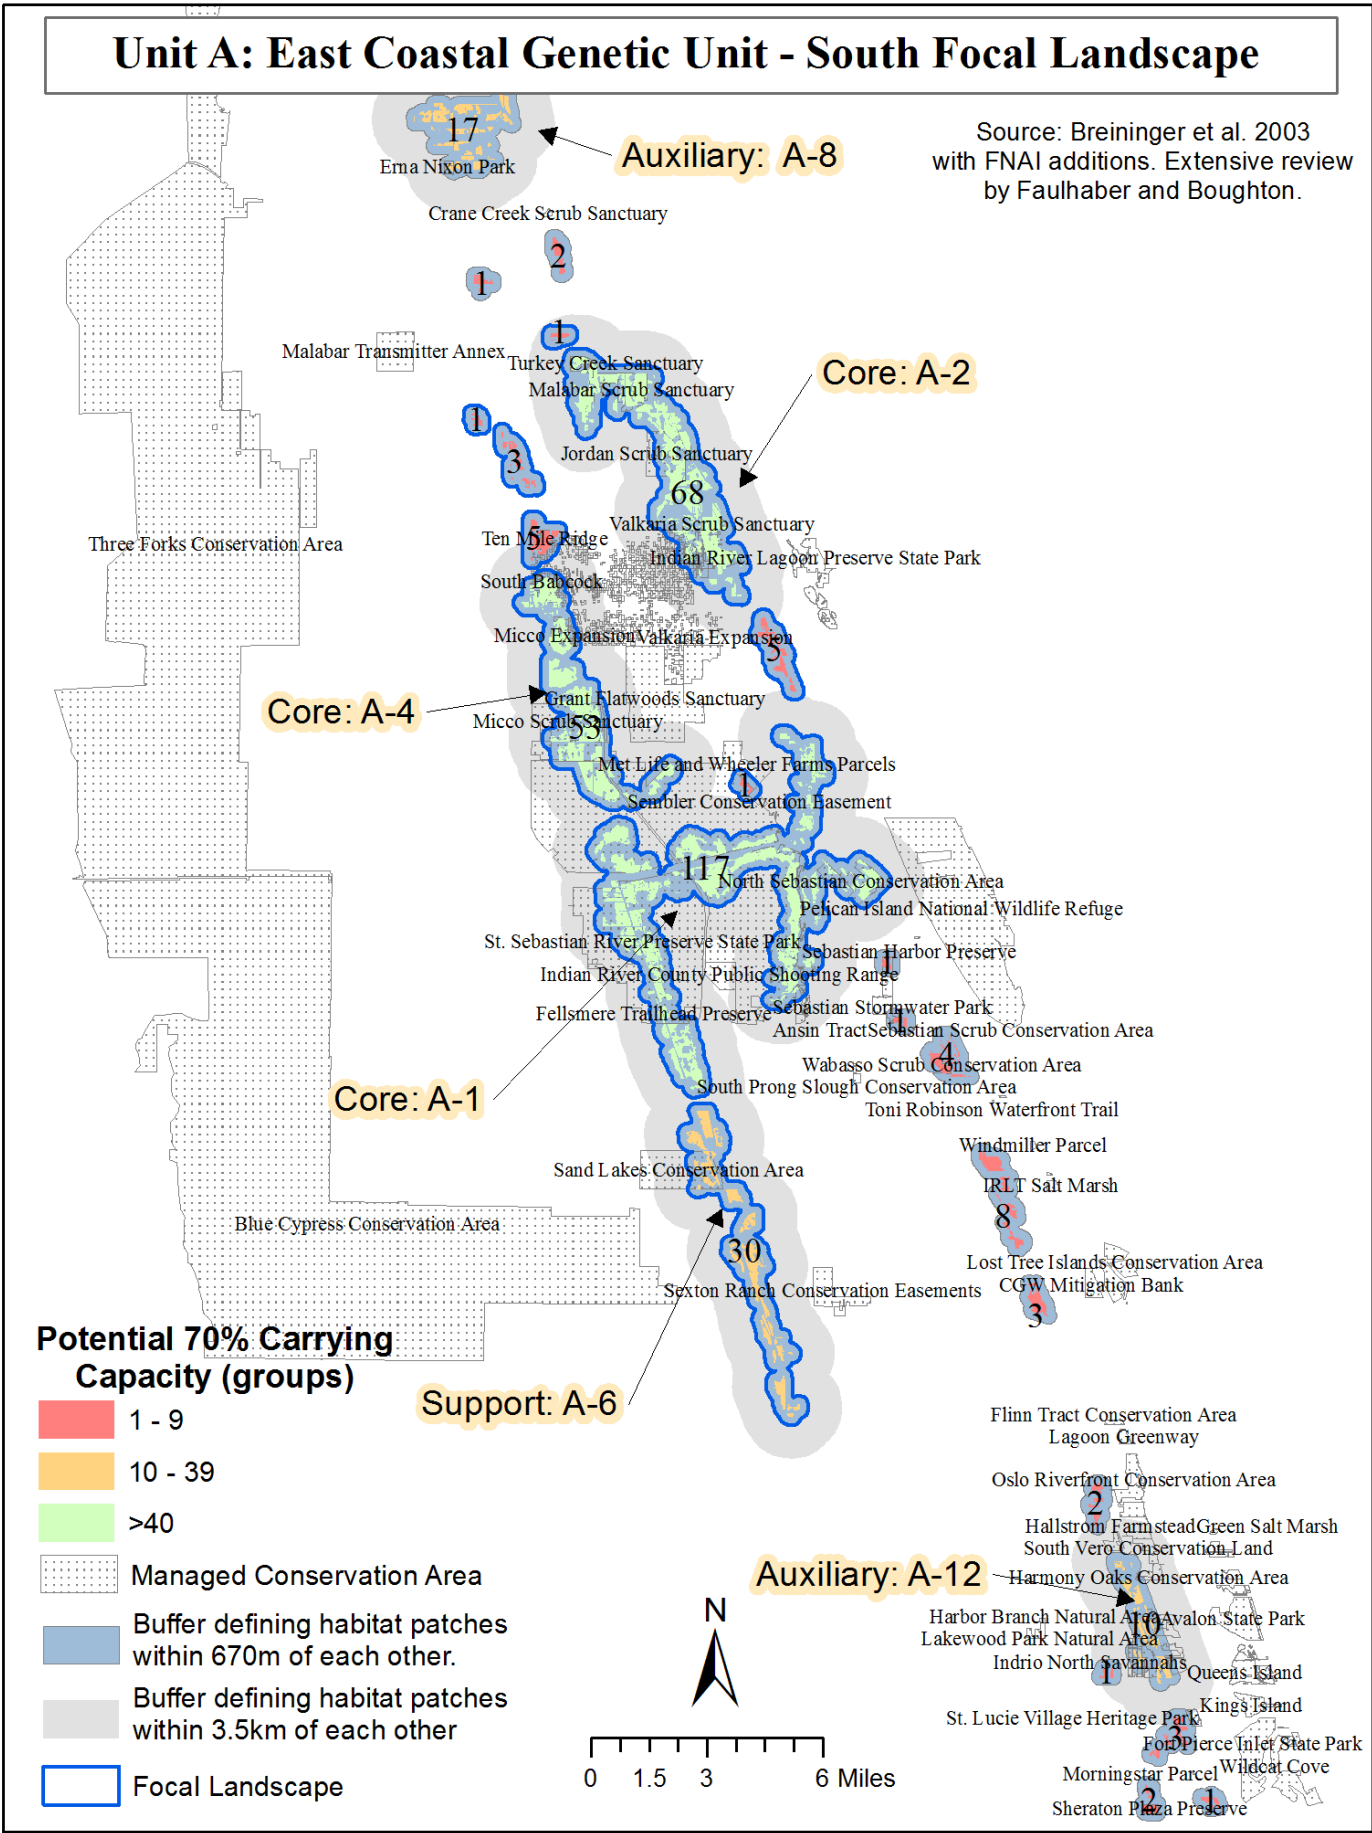 Unit A: East Coastal Genetic Unit - South Focal Landscape
Source: Breininger et al. 2003
with FNAI additions. Extensive review
by Faulhaber and Boughton.
17
Auxiliary: A-8
Erna Nixon Park
Crane Creek Scrub Sanctuary
2
1
1
Malabar Transmitter Annex
Turkey Creek Sanctuary
Core: A-2
Malabar Scrub Sanctuary
1
Jordan Scrub Sanctuary
3
68
Valkaria Scrub Sanctuary
Three Forks Conservation Area
Ten Mile Ridge
5
Indian River Lagoon Preserve State Park
South Babcock
Micco Expansion
Valkaria Expansion
5
Grant Flatwoods Sanctuary
Core: A-4
Micco Scrub Sanctuary
53
Met Life and Wheeler Farms Parcels
1
Sembler Conservation Easement
117
North Sebastian Conservation Area
Pelican Island National Wildlife Refuge
St. Sebastian River Preserve State Park
Sebastian Harbor Preserve
1
Indian River County Public Shooting Range
Fellsmere Trailhead Preserve
Sebastian Stormwater Park
1
Ansin Tract
Sebastian Scrub Conservation Area
4
Wabasso Scrub Conservation Area
South Prong Slough Conservation Area
Core: A-1
Toni Robinson Waterfront Trail
Windmiller Parcel
Sand Lakes Conservation Area
IRLT Salt Marsh
8
Blue Cypress Conservation Area
30
Lost Tree Islands Conservation Area
Sexton Ranch Conservation Easements
CGW Mitigation Bank
3
Support: A-6
Flinn Tract Conservation Area
Lagoon Greenway
Oslo Riverfront Conservation Area
2
Hallstrom Farmstead
Green Salt Marsh
South Vero Conservation Land
Auxiliary: A-12
Harmony Oaks Conservation Area
Harbor Branch Natural Area
10
Avalon State Park
Lakewood Park Natural Area
Indrio North Savannahs
1
Queens Island
Kings Island
St. Lucie Village Heritage Park
3
Fort Pierce Inlet State Park
Wildcat Cove
Morningstar Parcel
2
1
Sheraton Plaza Preserve
Potential 70% Carrying
Capacity (groups)
1 - 9
10 - 39
>40
Managed Conservation Area
Buffer defining habitat patches
within 670m of each other.
Buffer defining habitat patches
within 3.5km of each other
Focal Landscape
N
0 1.5 3 6 Miles